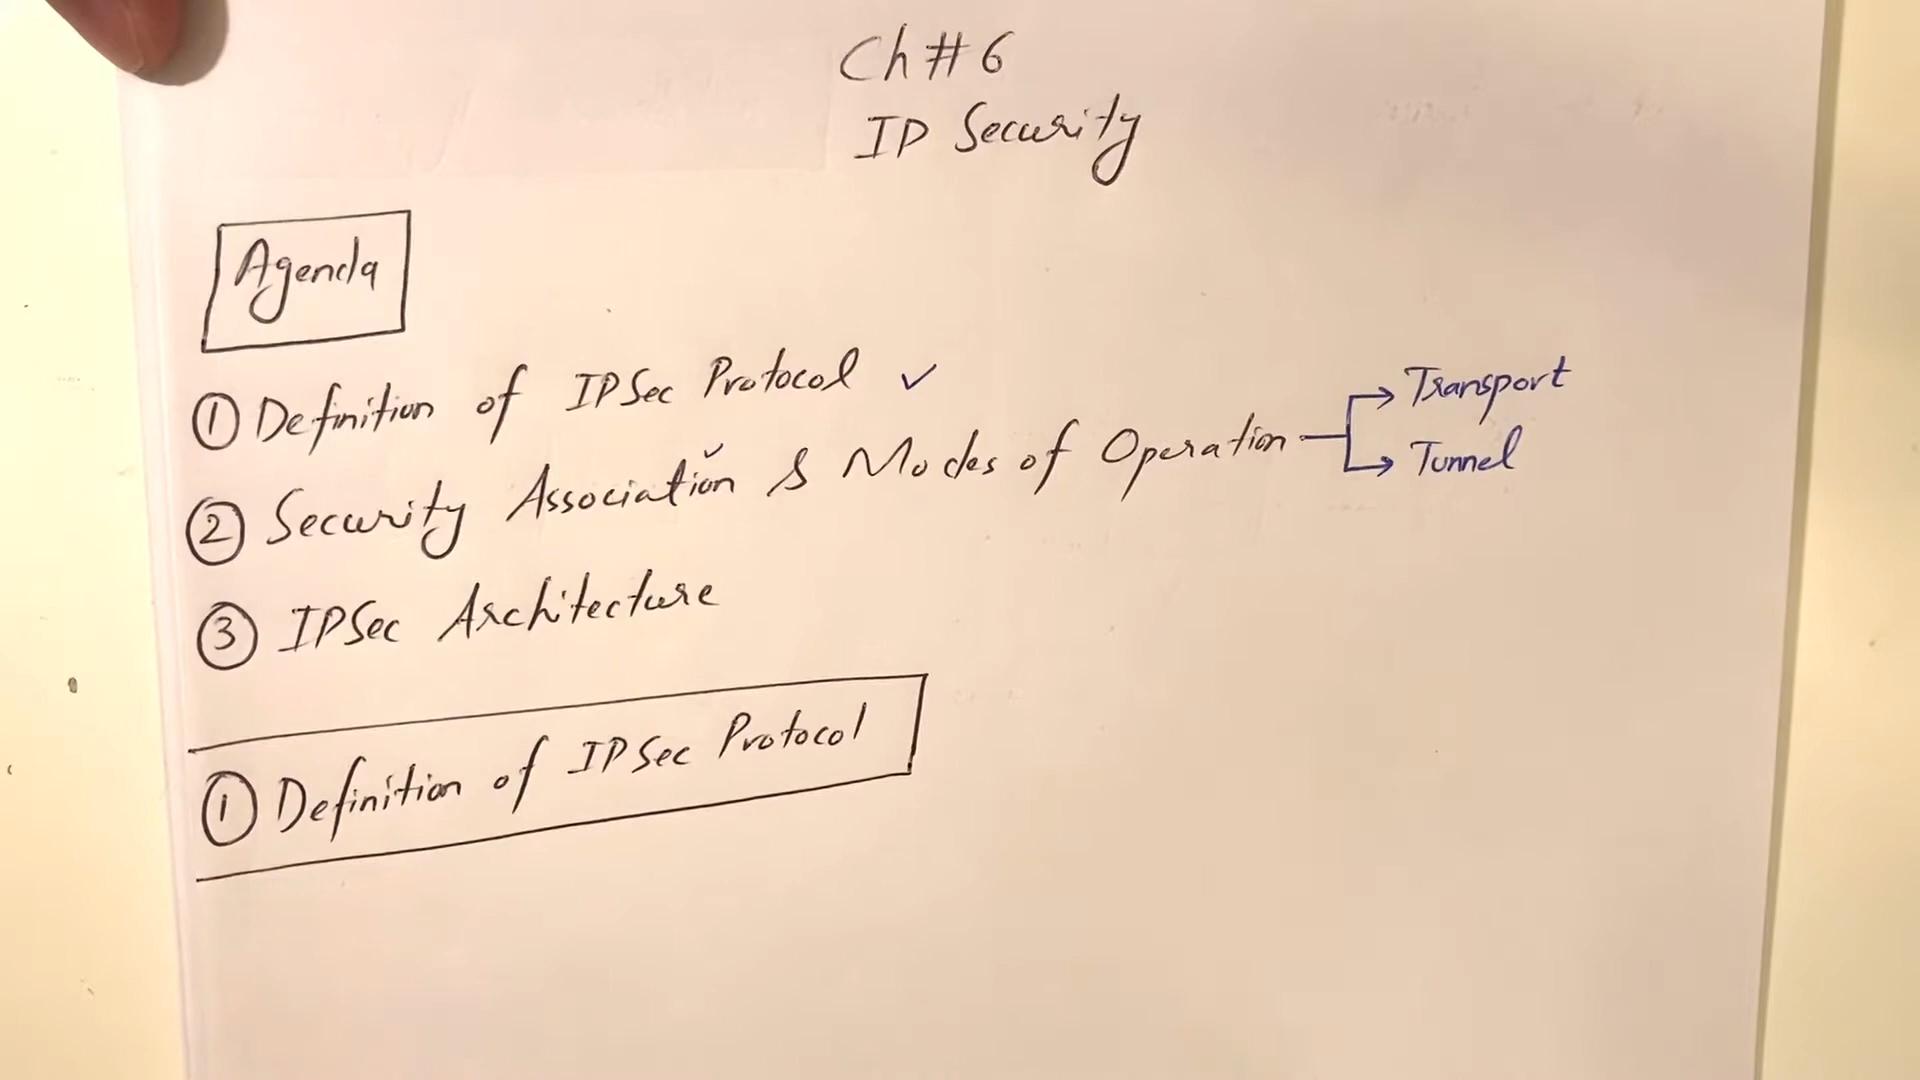 Ch#6
IP Security
Agenda
① Definition of IPSec Protocol ✓
② Security Association & Modes of Operation → Transport
→ Tunnel
③ IPSec Architecture
① Definition of IPSec Protocol